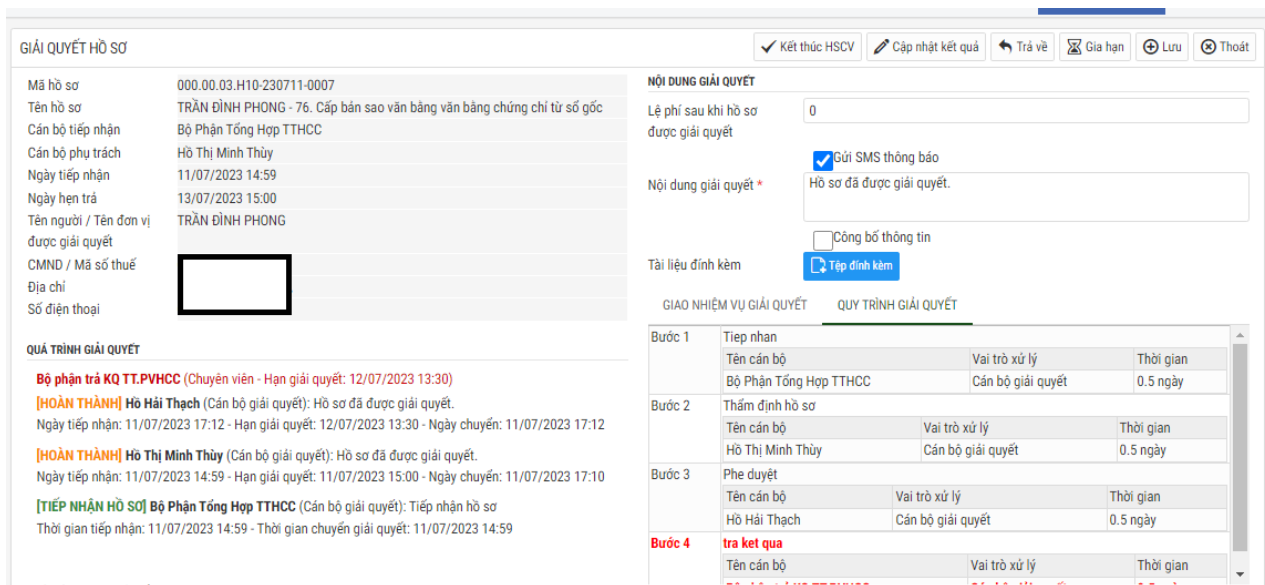 GIẢI QUYẾT HỒ SƠ
Kết thúc HSCV
Cập nhật kết quả
Trả về
Gia hạn
Lưu
Thoát
Mã hồ sơ 000.00.03.H10-230711-0007
Tên hồ sơ TRẦN ĐÌNH PHONG - 76. Cấp bản sao văn bằng văn bằng chứng chỉ từ sổ gốc
Cán bộ tiếp nhận Bộ Phận Tổng Hợp TTHCC
Cán bộ phụ trách Hồ Thị Minh Thùy
Ngày tiếp nhận 11/07/2023 14:59
Ngày hẹn trả 13/07/2023 15:00
Tên người / Tên đơn vị TRẦN ĐÌNH PHONG
được giải quyết
CMND / Mã số thuế
Địa chỉ
Số điện thoại
QUÁ TRÌNH GIẢI QUYẾT
Bộ phận trả KQ TT.PVHCC (Chuyên viên - Hạn giải quyết: 12/07/2023 13:30)
[HOÀN THÀNH] Hồ Hải Thạch (Cán bộ giải quyết): Hồ sơ đã được giải quyết.
Ngày tiếp nhận: 11/07/2023 17:12 - Hạn giải quyết: 12/07/2023 13:30 - Ngày chuyển: 11/07/2023 17:12
[HOÀN THÀNH] Hồ Thị Minh Thùy (Cán bộ giải quyết): Hồ sơ đã được giải quyết.
Ngày tiếp nhận: 11/07/2023 14:59 - Hạn giải quyết: 11/07/2023 15:00 - Ngày chuyển: 11/07/2023 17:10
[TIẾP NHẬN HỒ SƠ] Bộ Phận Tổng Hợp TTHCC (Cán bộ giải quyết): Tiếp nhận hồ sơ
Thời gian tiếp nhận: 11/07/2023 14:59 - Thời gian chuyển giải quyết: 11/07/2023 14:59
NỘI DUNG GIẢI QUYẾT
Lệ phí sau khi hồ sơ 0
được giải quyết
Gửi SMS thông báo
Nội dung giải quyết * Hồ sơ đã được giải quyết.
Công bố thông tin
Tài liệu đính kèm Tệp đính kèm
GIAO NHIỆM VỤ GIẢI QUYẾT QUY TRÌNH GIẢI QUYẾT
Bước 1 Tiep nhan
Tên cán bộ Vai trò xử lý Thời gian
Bộ Phận Tổng Hợp TTHCC Cán bộ giải quyết 0.5 ngày
Bước 2 Thẩm định hồ sơ
Tên cán bộ Vai trò xử lý Thời gian
Hồ Thị Minh Thùy Cán bộ giải quyết 0.5 ngày
Bước 3 Phe duyệt
Tên cán bộ Vai trò xử lý Thời gian
Hồ Hải Thạch Cán bộ giải quyết 0.5 ngày
Bước 4 tra ket qua
Tên cán bộ Vai trò xử lý Thời gian